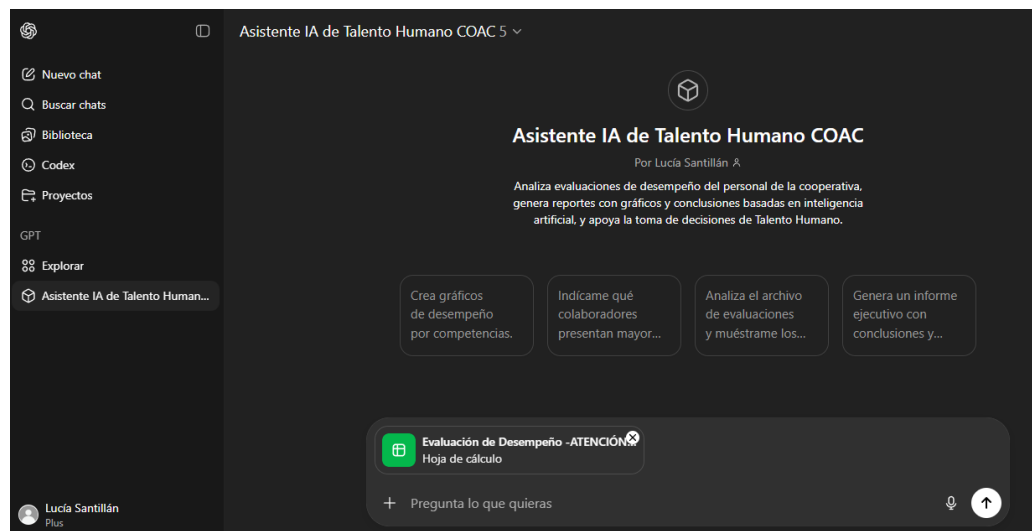 Asistente IA de Talento Humano COAC 5
Nuevo chat
Buscar chats
Biblioteca
Codex
Proyectos
GPT
Explorar
Asistente IA de Talento Human...
Lucía Santillán
Plus
Asistente IA de Talento Humano COAC
Por Lucía Santillán
Analiza evaluaciones de desempeño del personal de la cooperativa,
genera reportes con gráficos y conclusiones basadas en inteligencia
artificial, y apoya la toma de decisiones de Talento Humano.
Crea gráficos
de desempeño
por competencias.
Indícame qué
colaboradores
presentan mayor...
Analiza el archivo
de evaluaciones
y muéstrame los...
Genera un informe
ejecutivo con
conclusiones y...
Evaluación de Desempeño -ATENCIÓN
Hoja de cálculo
Pregunta lo que quieras